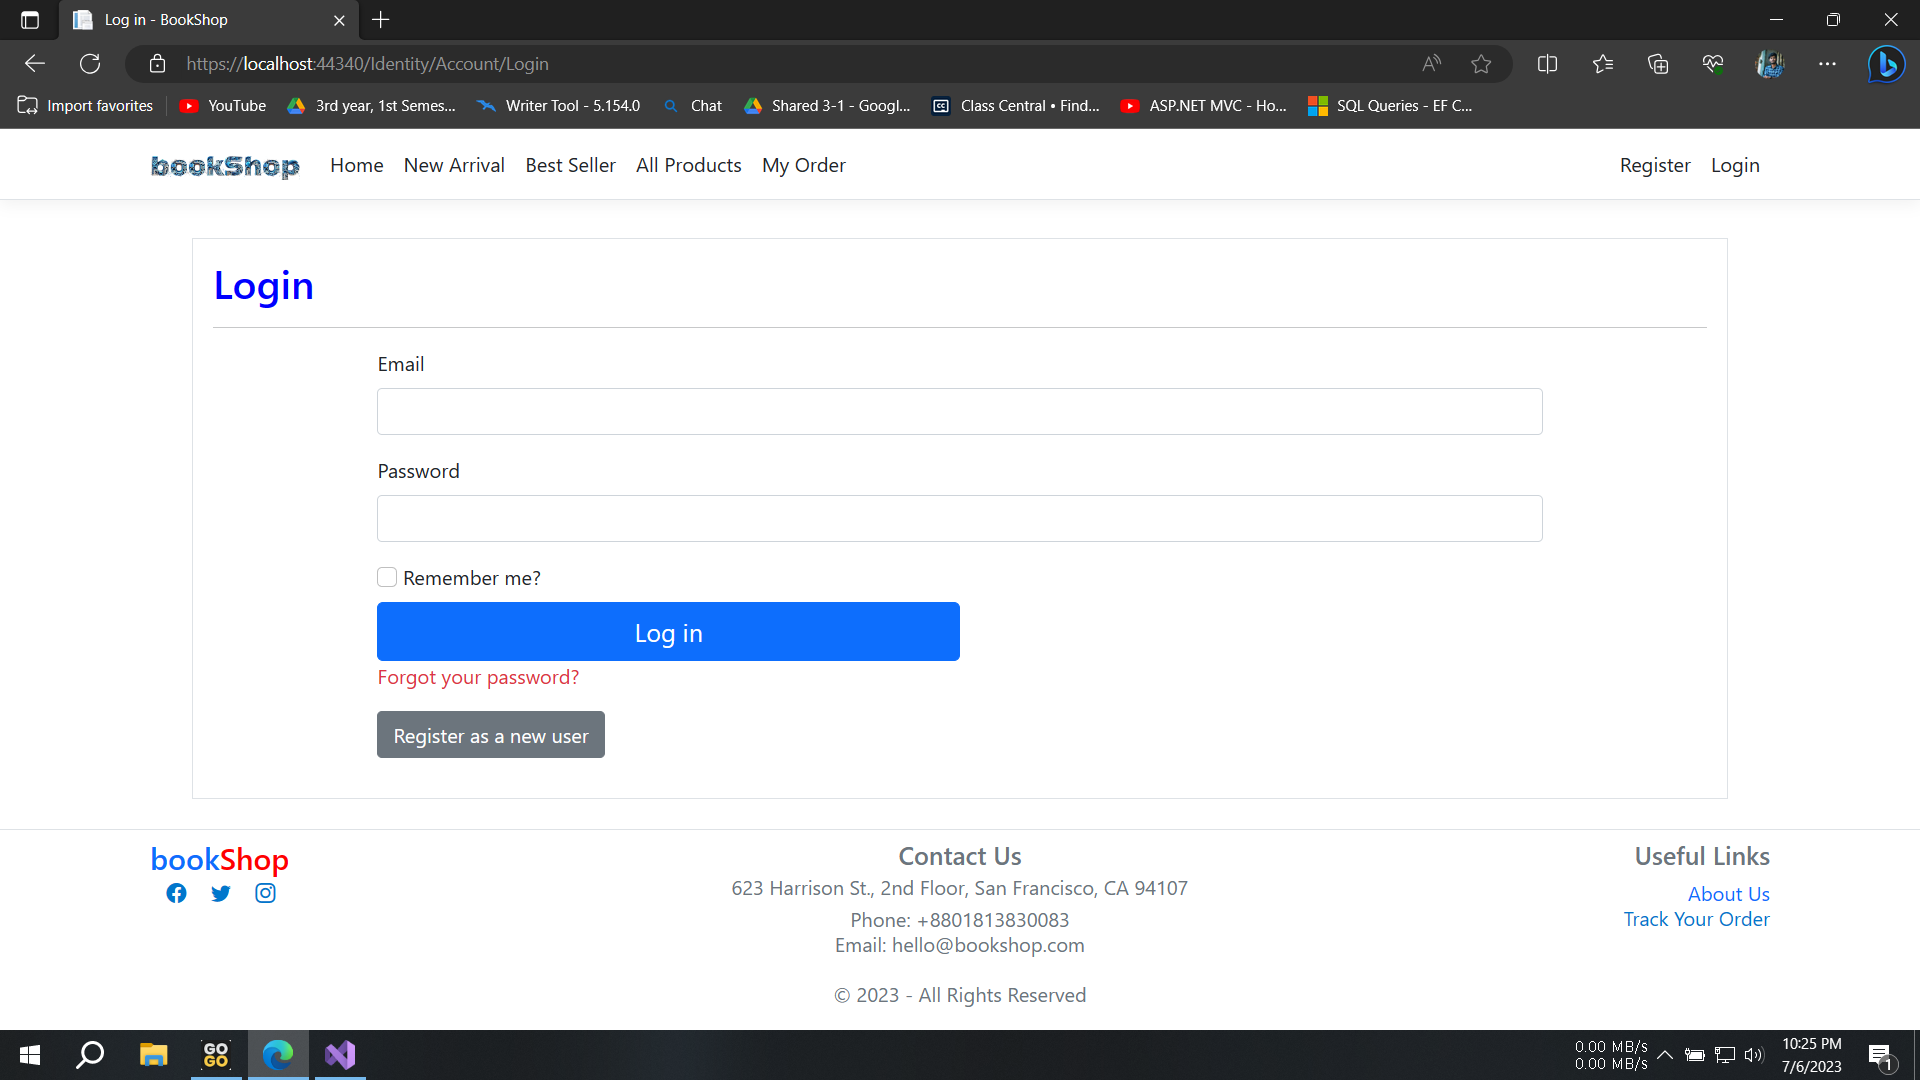 Log in - BookShop
https://localhost:44340/Identity/Account/Login
Import favorites YouTube 3rd year, 1st Semes... Writer Tool - 5.154.0 Chat Shared 3-1 - Googl... Class Central • Find... ASP.NET MVC - Ho... SQL Queries - EF C...
bookShop Home New Arrival Best Seller All Products My Order Register Login
Login
Email
Password
Remember me?
Log in
Forgot your password?
Register as a new user
bookShop
Contact Us
623 Harrison St., 2nd Floor, San Francisco, CA 94107
Phone: +8801813830083
Email: hello@bookshop.com
© 2023 - All Rights Reserved
Useful Links
About Us
Track Your Order
GO
GO
0.00 MB/s
0.00 MB/s
10:25 PM
7/6/2023
1